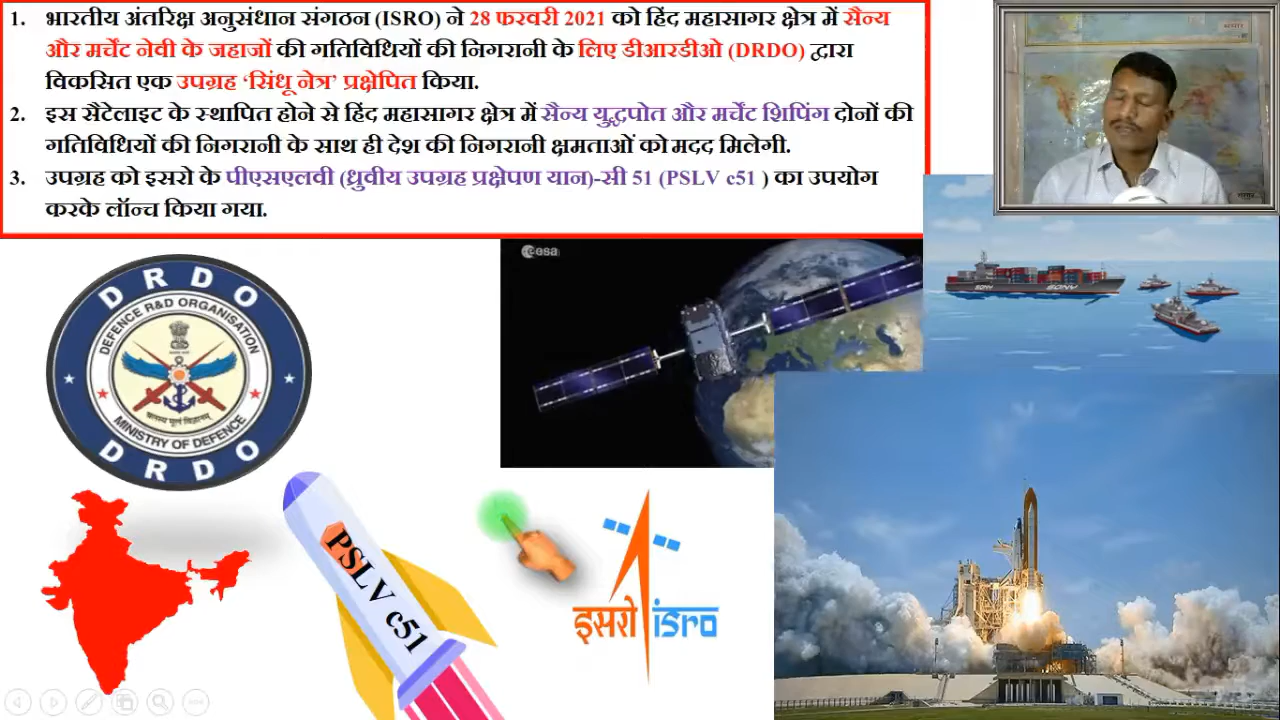 1. भारतीय अंतरिक्ष अनुसंधान संगठन (ISRO) ने 28 फरवरी 2021 को हिंद महासागर क्षेत्र में सैन्य
और मर्चेंट नेवी के जहाजों की गतिविधियों की निगरानी के लिए डीआरडीओ (DRDO) द्वारा
विकसित एक उपग्रह ‘सिंधू नेत्र’ प्रक्षेपित किया.
2. इस सैटेलाइट के स्थापित होने से हिंद महासागर क्षेत्र में सैन्य युद्धपोत और मर्चेंट शिपिंग दोनों की
गतिविधियों की निगरानी के साथ ही देश की निगरानी क्षमताओं को मदद मिलेगी.
3. उपग्रह को इसरो के पीएसएलवी (ध्रुवीय उपग्रह प्रक्षेपण यान)-सी 51 (PSLV c51 ) का उपयोग
करके लॉन्च किया गया.
esa
SONY SONY
DRDO
DEFENCE R&D ORGANISATION
MINISTRY OF DEFENCE
DRDO
PSLV c51
इसरो isro